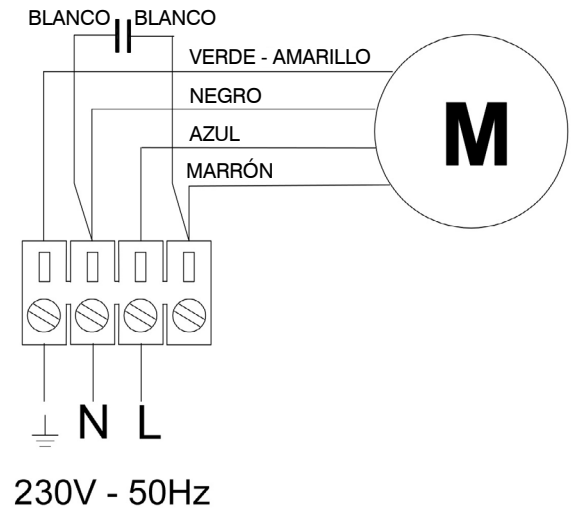 BLANCO BLANCO
VERDE - AMARILLO
NEGRO
AZUL
MARRÓN
M
N L
230V - 50Hz